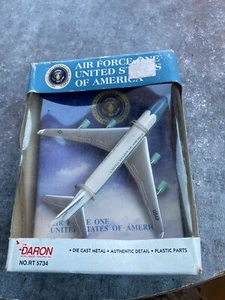 AIR FORCE ONE
UNITED STATES
OF AMERICA
AIR FORCE ONE
UNITED STATES OF AMERICA
DARON
NO. RT 5734
• DIE CAST METAL • AUTHENTIC DETAIL • PLASTIC PARTS